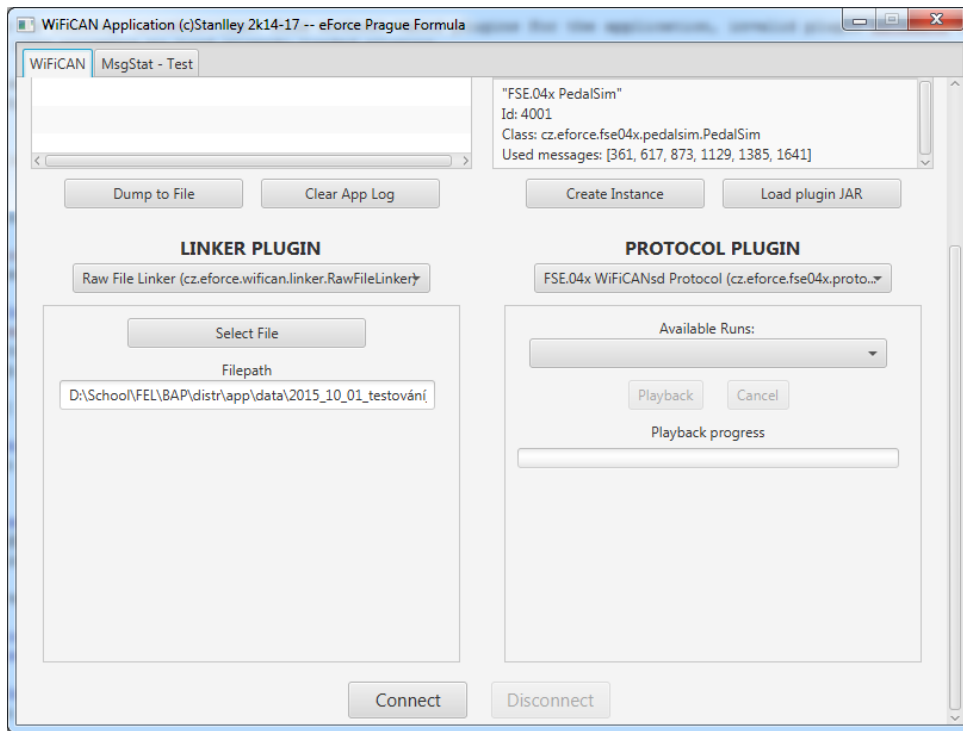 WiFiCAN Application (c)Stanlley 2k14-17 -- eForce Prague Formula
WiFiCAN
MsgStat - Test
"FSE.04x PedalSim"
Id: 4001
Class: cz.eforce.fse04x.pedalsim.PedalSim
Used messages: [361, 617, 873, 1129, 1385, 1641]
Dump to File
Clear App Log
Create Instance
Load plugin JAR
LINKER PLUGIN
Raw File Linker (cz.eforce.wifican.linker.RawFileLinker)
Select File
Filepath
D:\School\FEL\BAP\distr\app\data\2015_10_01_testování_
PROTOCOL PLUGIN
FSE.04x WiFiCANsd Protocol (cz.eforce.fse04x.proto...
Available Runs:
Playback
Cancel
Playback progress
Connect
Disconnect